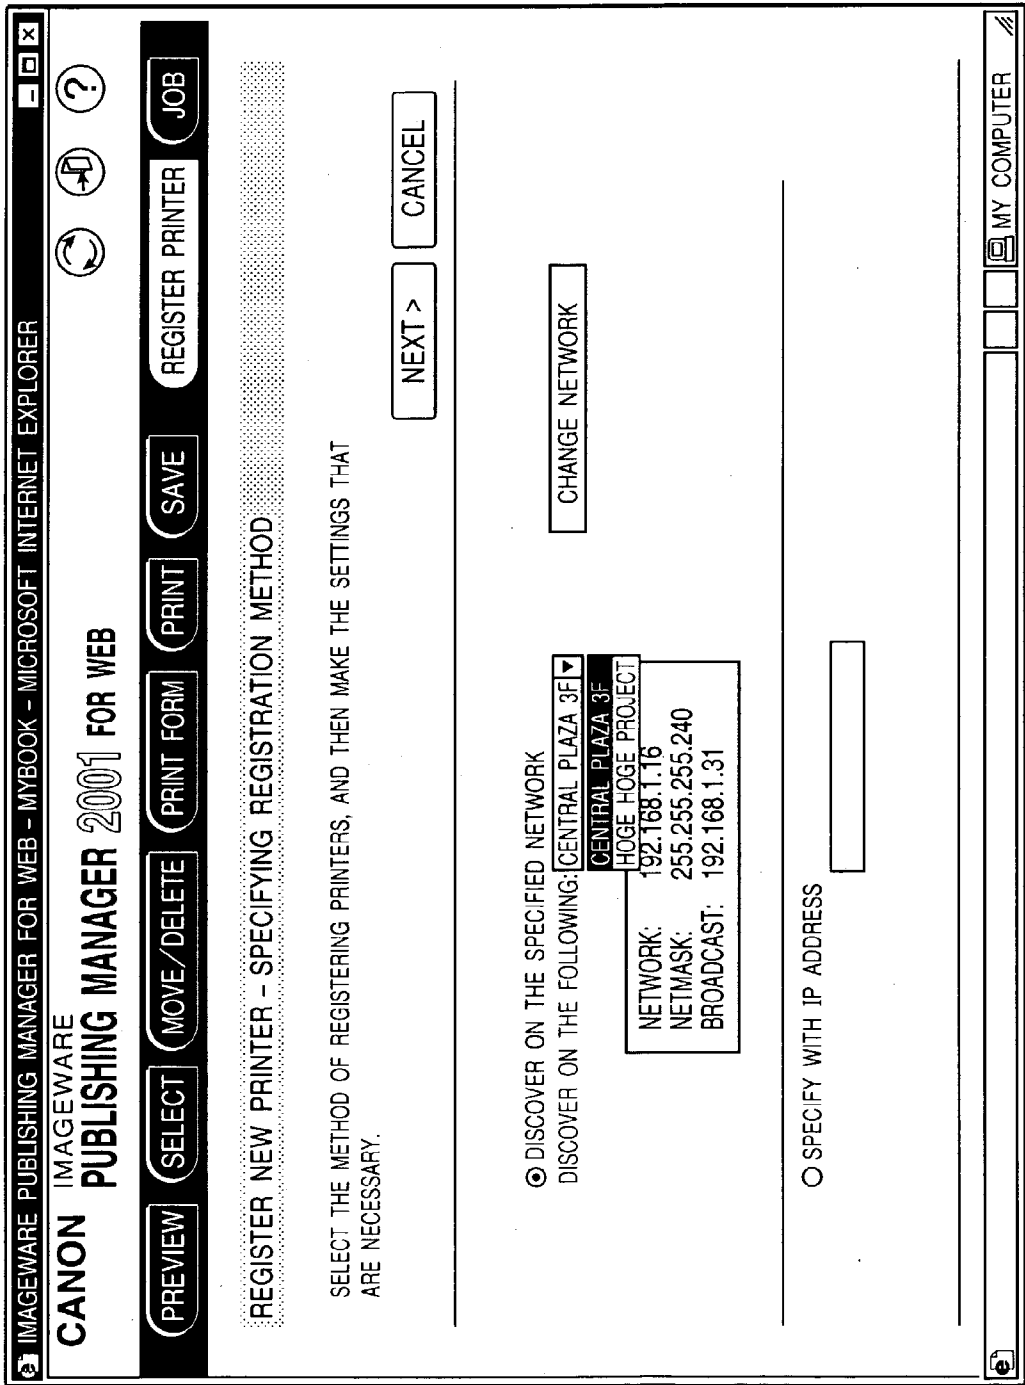 IMAGEWARE PUBLISHING MANAGER FOR WEB – MYBOOK – MICROSOFT INTERNET EXPLORER
CANON IMAGEWARE
PUBLISHING MANAGER 2001 FOR WEB
?
PREVIEW SELECT MOVE/DELETE PRINT FORM PRINT SAVE REGISTER PRINTER JOB
REGISTER NEW PRINTER – SPECIFYING REGISTRATION METHOD
SELECT THE METHOD OF REGISTERING PRINTERS, AND THEN MAKE THE SETTINGS THAT
ARE NECESSARY.
NEXT > CANCEL
DISCOVER ON THE SPECIFIED NETWORK
DISCOVER ON THE FOLLOWING: CENTRAL PLAZA 3F CHANGE NETWORK
CENTRAL PLAZA 3F
HOGE HOGE PROJECT
NETWORK: 192.168.1.16
NETMASK: 255.255.255.240
BROADCAST: 192.168.1.31
SPECIFY WITH IP ADDRESS
MY COMPUTER